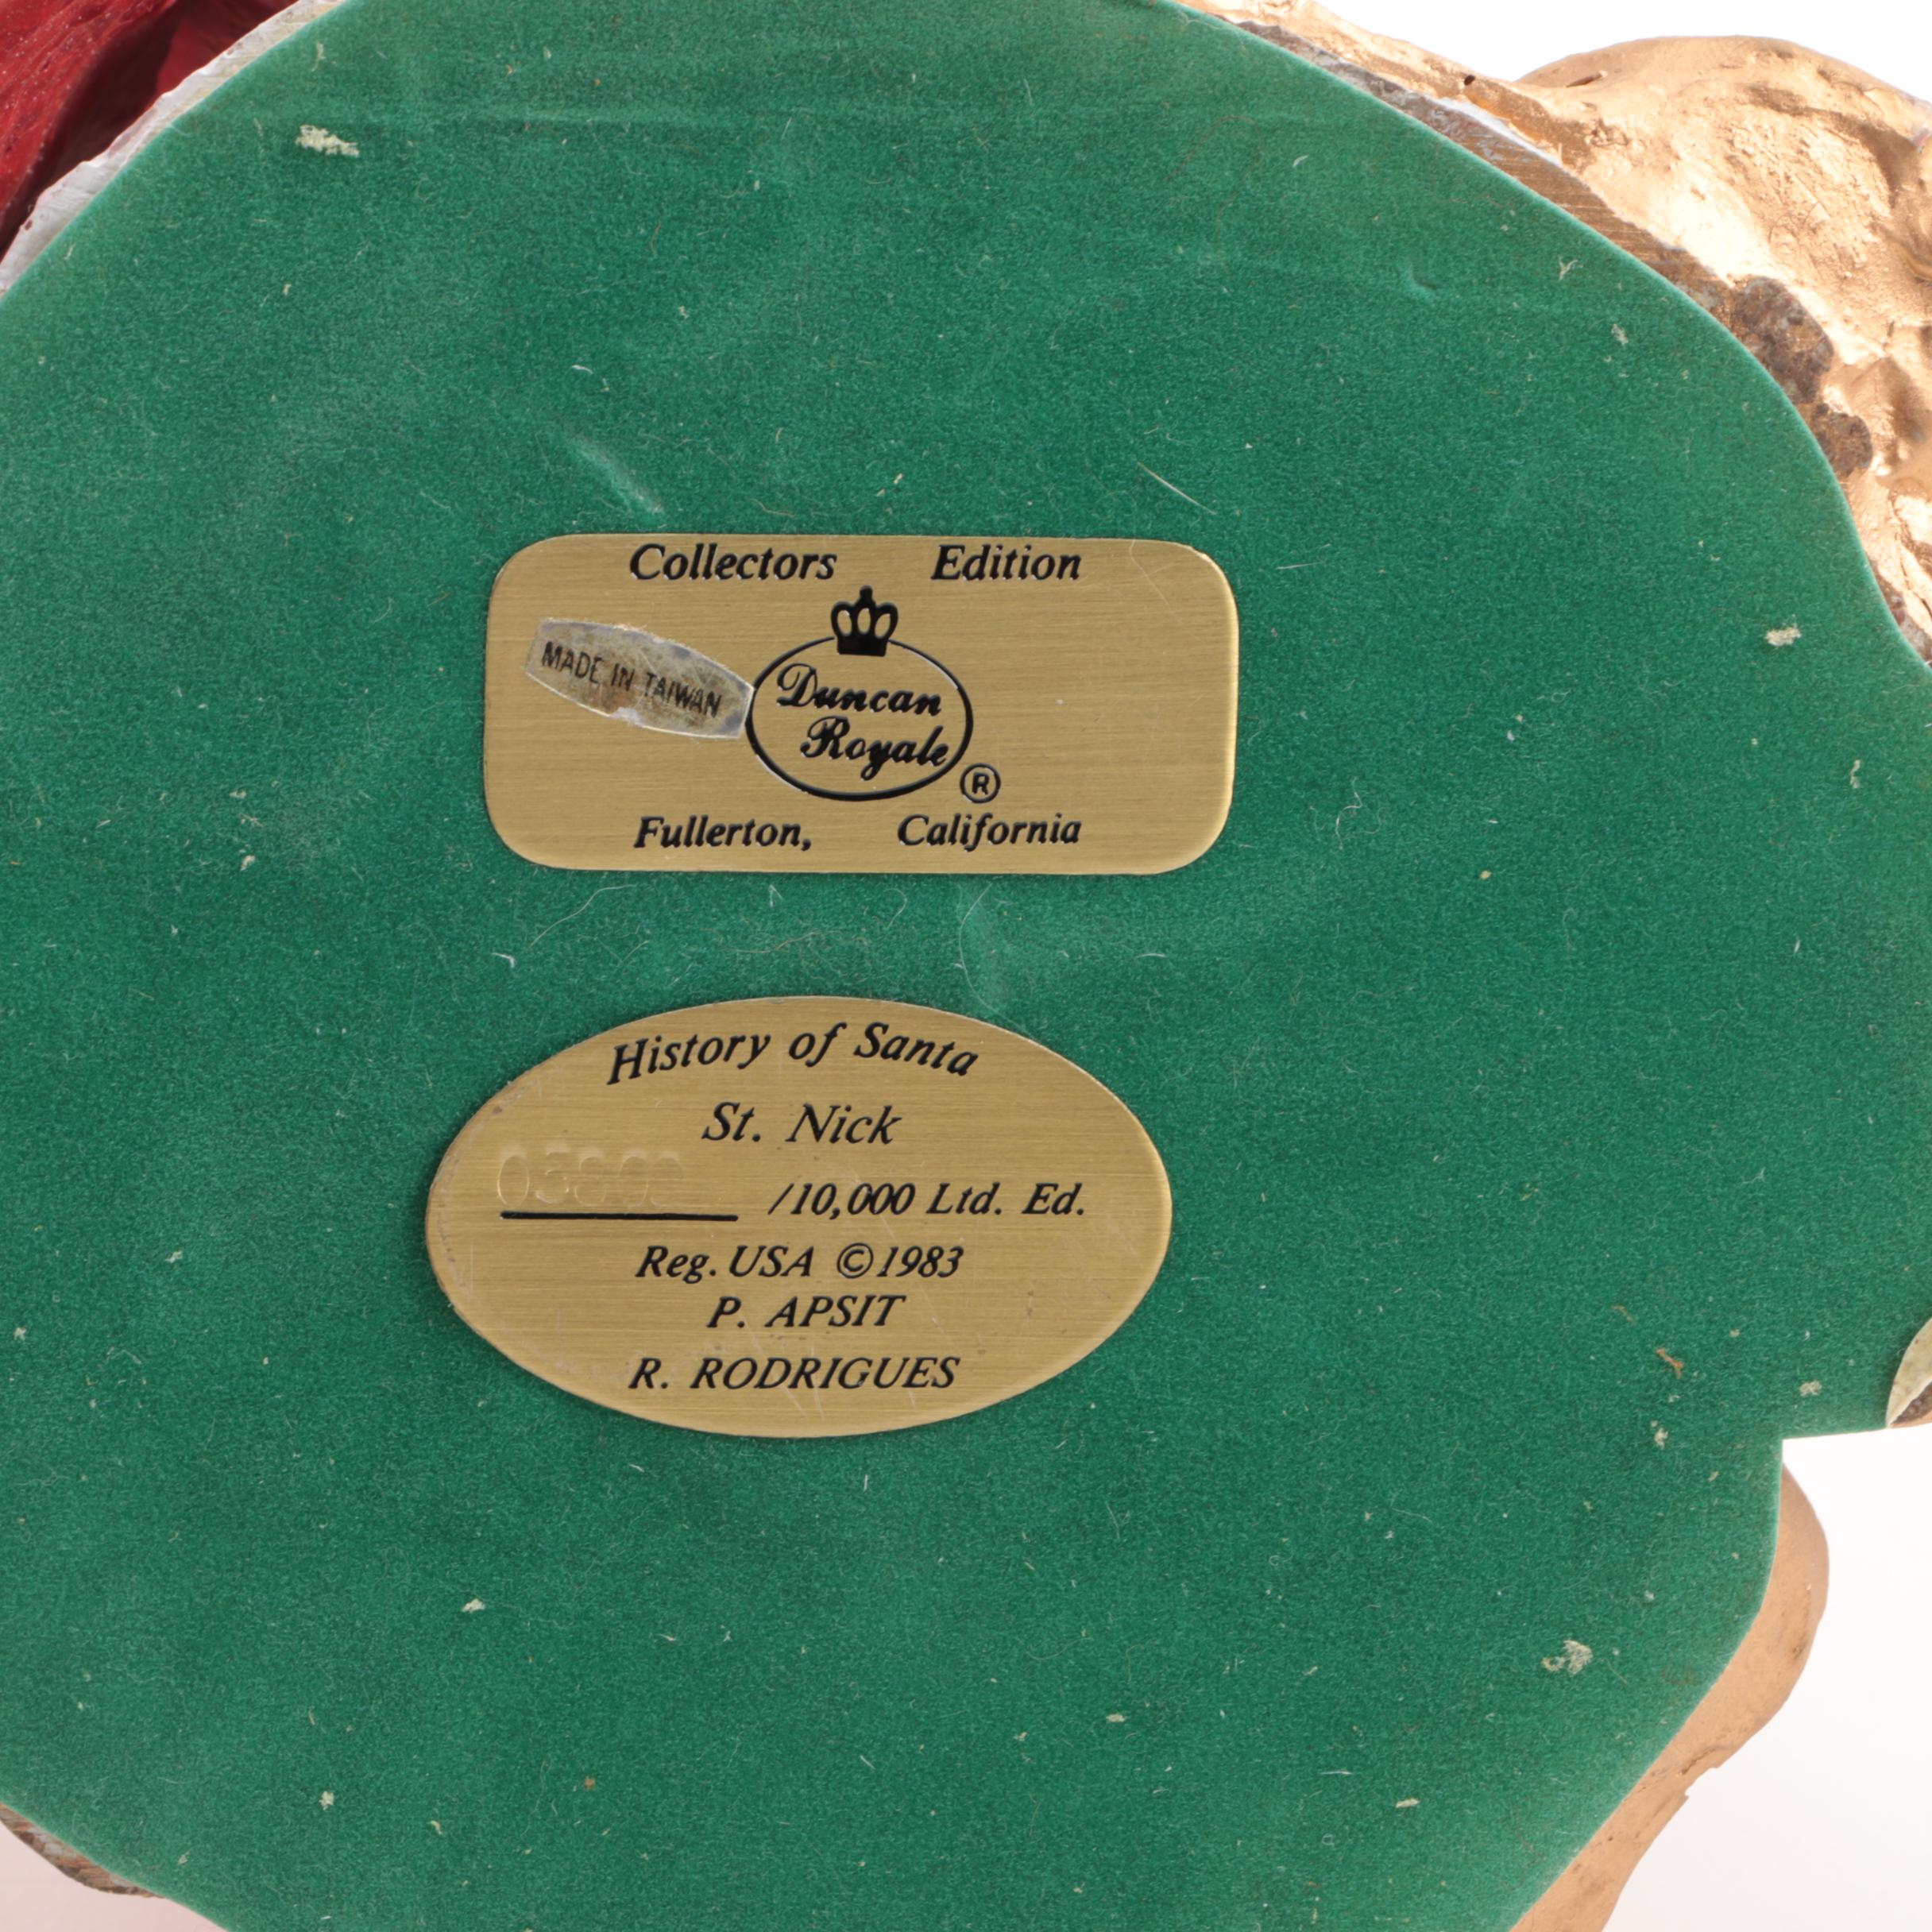 Collectors Edition
MADE IN TAIWAN
Duncan
Royale
®
Fullerton, California
History of Santa
St. Nick
/10,000 Ltd. Ed.
Reg. USA ©1983
P. APSIT
R. RODRIGUES